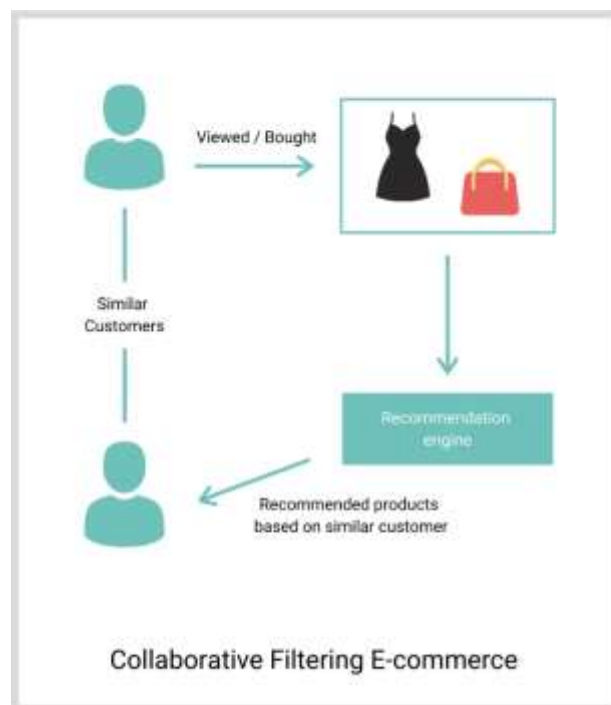 Viewed / Bought
Similar
Customers
Recommendation
engine
Recommended products
based on similar customer
Collaborative Filtering E-commerce